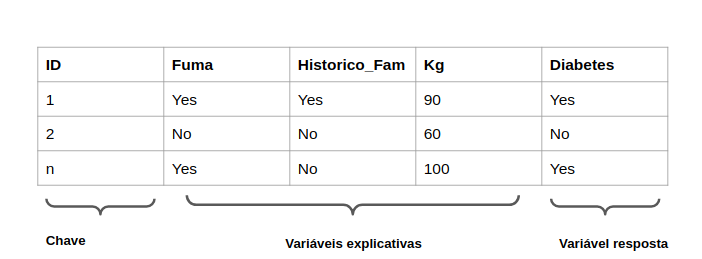 ID Fuma Historico_Fam Kg Diabetes
1 Yes Yes 90 Yes
2 No No 60 No
n Yes No 100 Yes
Chave Variáveis explicativas Variável resposta